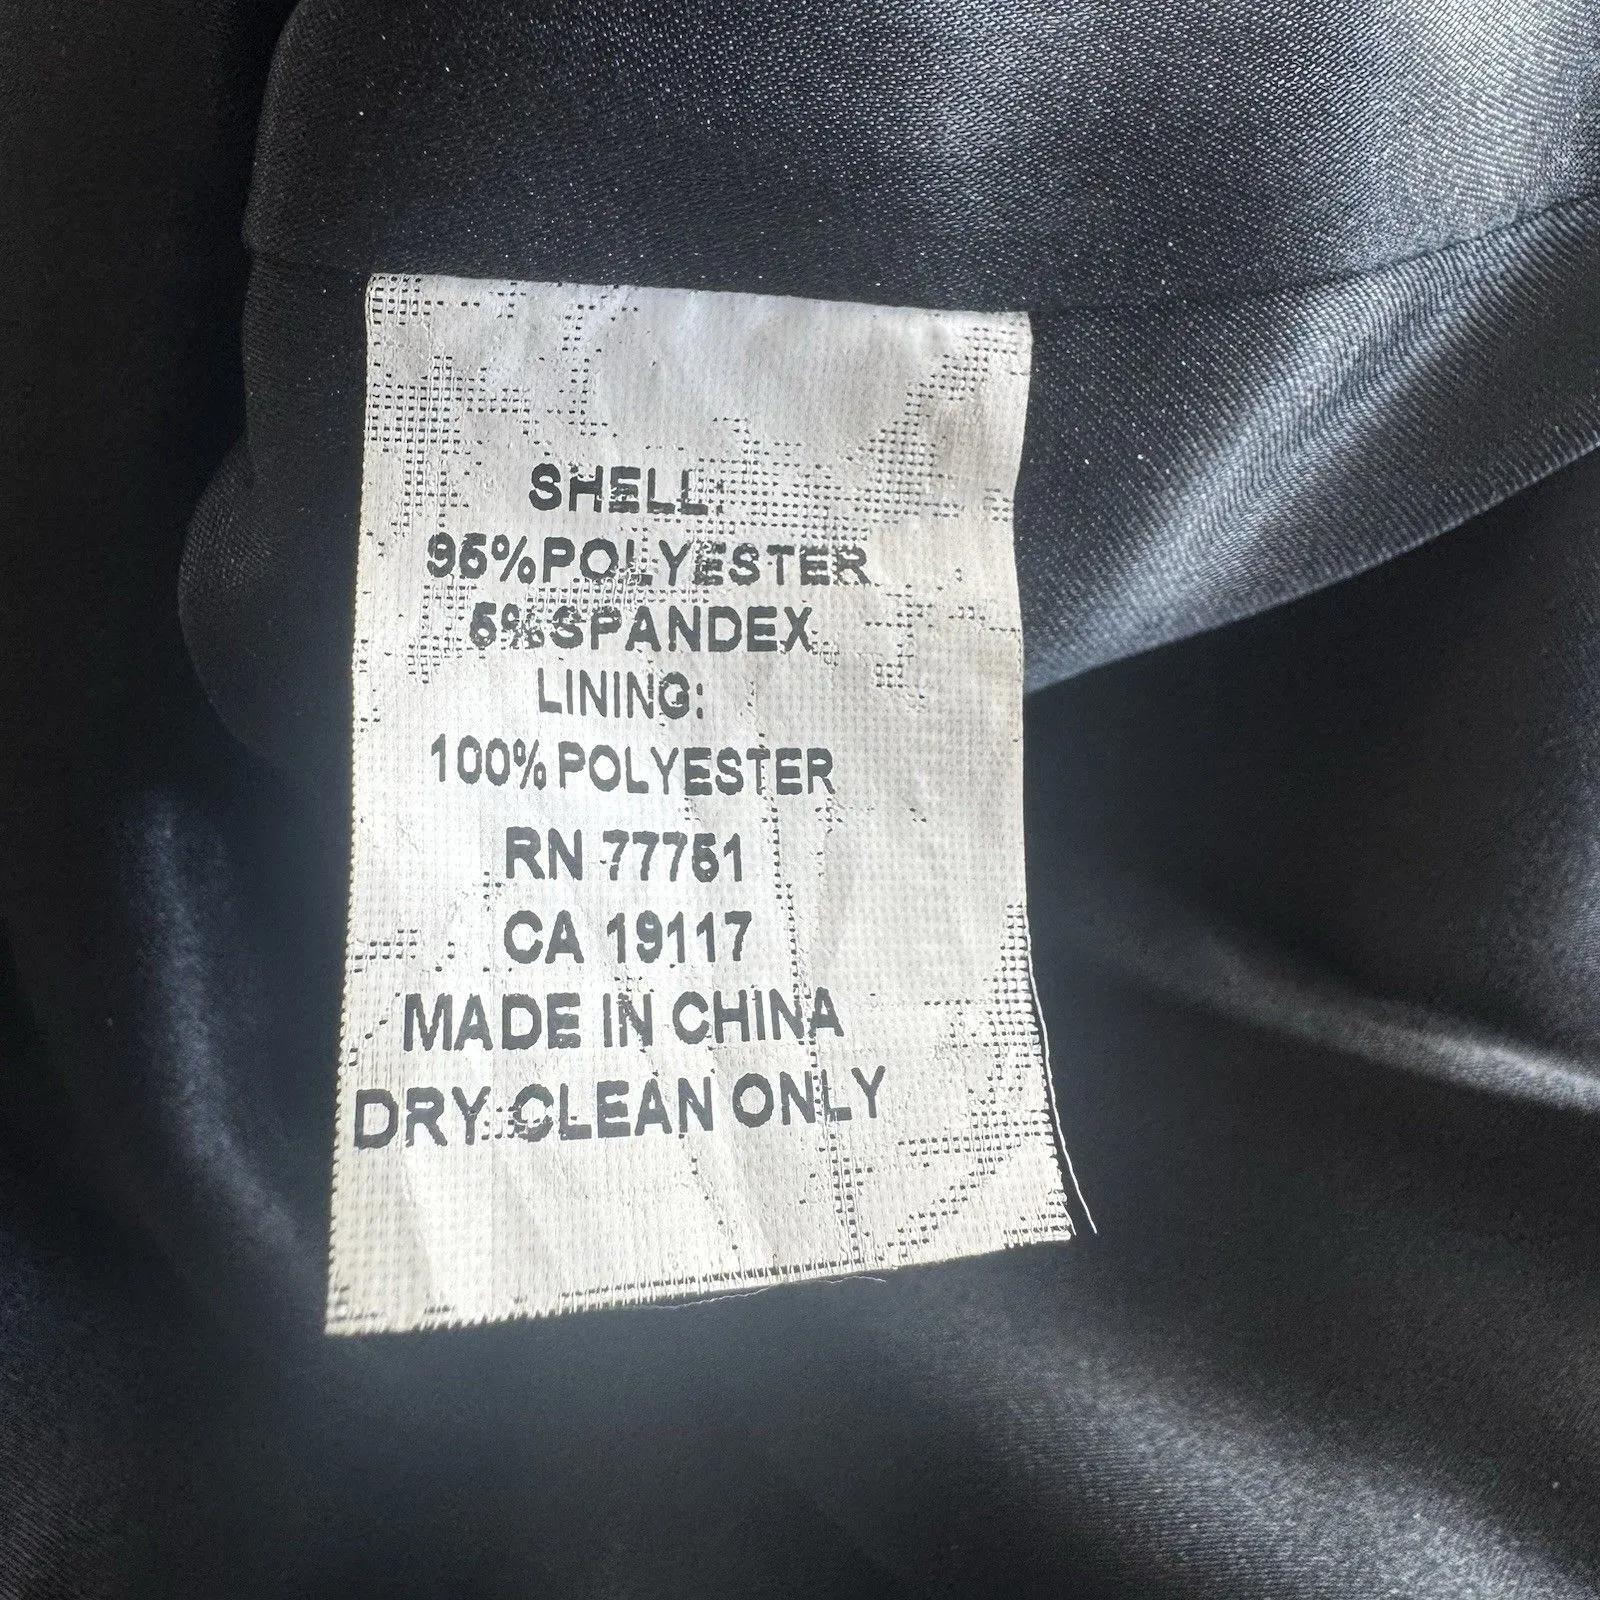 SHELL:
95%POLYESTER
5%SPANDEX
LINING:
100%POLYESTER
RN 77751
CA 19117
MADE IN CHINA
DRY CLEAN ONLY